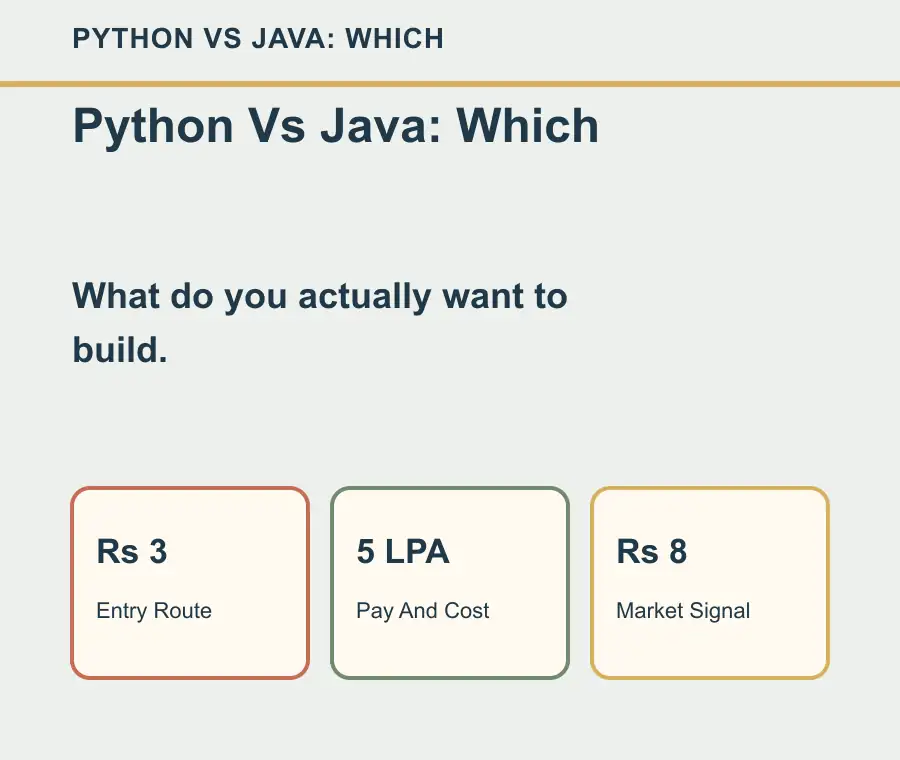 PYTHON VS JAVA: WHICH
Python Vs Java: Which
What do you actually want to
build.
Rs 3
Entry Route
5 LPA
Pay And Cost
Rs 8
Market Signal